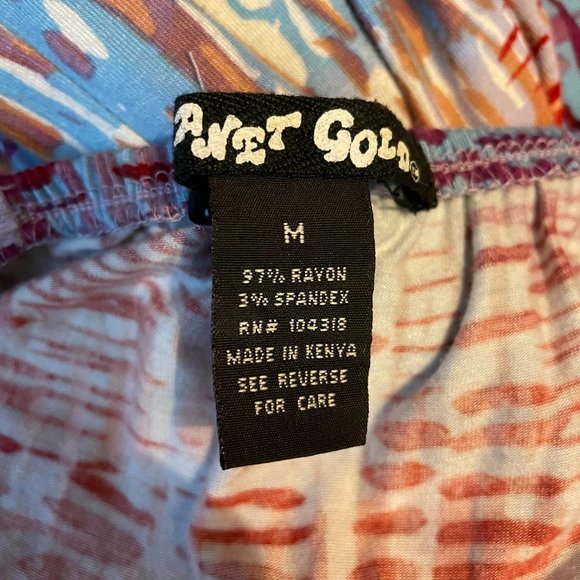 ANET GOLD
M
97% RAYON
3% SPANDEX
RN# 104318
MADE IN KENYA
SEE REVERSE
FOR CARE